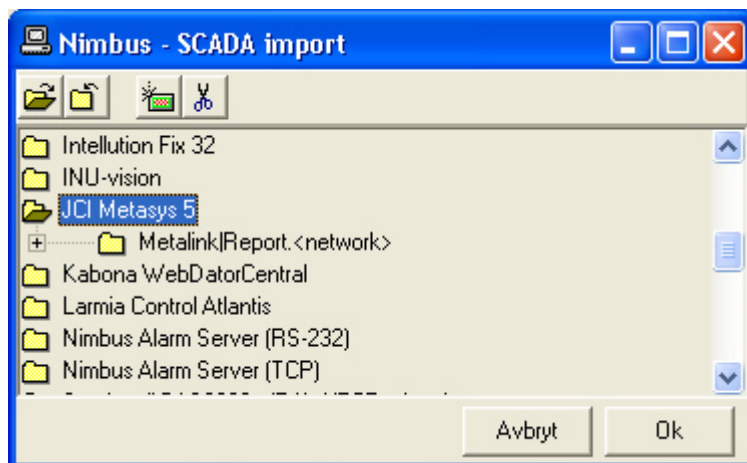 Nimbus - SCADA import
Intellution Fix 32
INU-vision
JCI Metasys 5
Metalink|Report.<network>
Kabona WebDatorCentral
Larmia Control Atlantis
Nimbus Alarm Server (RS-232)
Nimbus Alarm Server (TCP)
Avbryt Ok